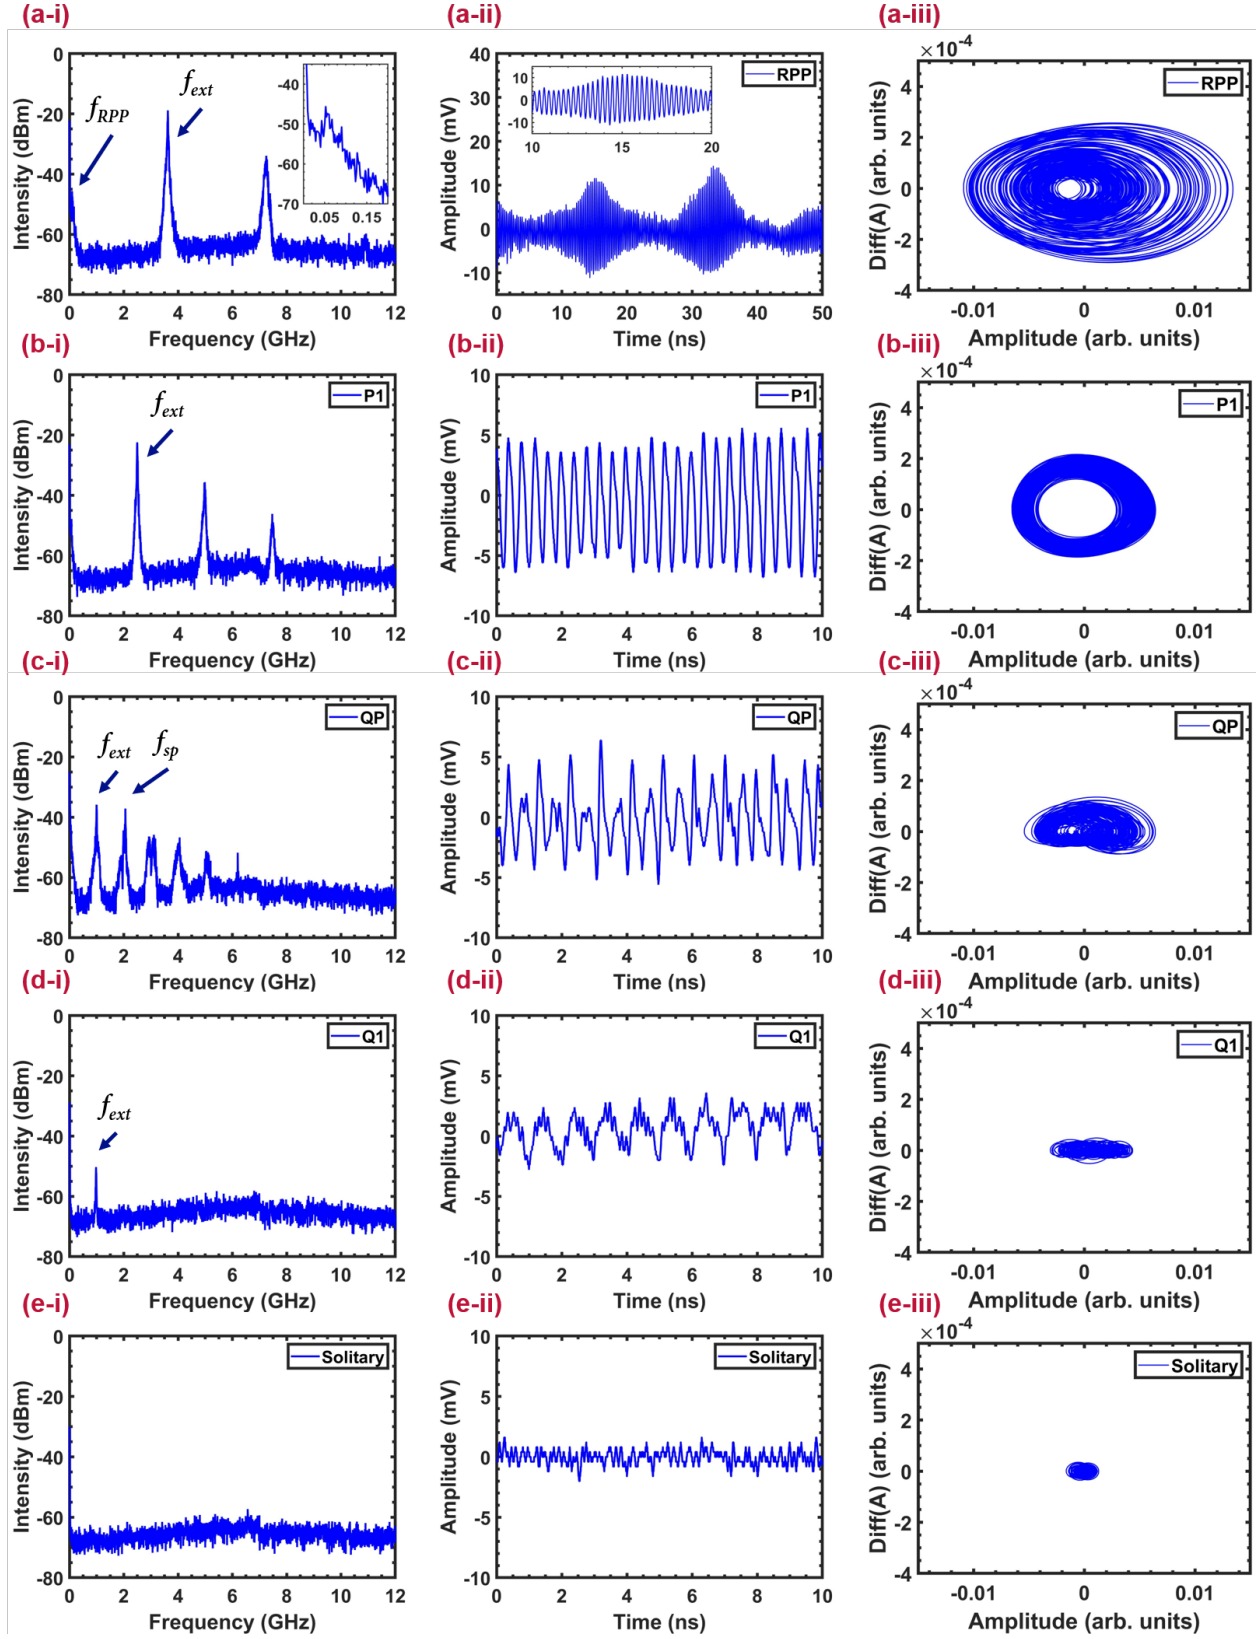 (a-i) (a-ii) (a-iii)
0
-20
-40
-60
-80
Intensity (dBm)
fRPP
fext
-40
-50
-60
-70
0.05 0.10 0.15
0 2 4 6 8 10 12
Frequency (GHz)
40
30
20
10
0
-10
Amplitude (mV)
RPP
10
0
-10
10 15 20
0 10 20 30 40 50
Time (ns)
×10-4
4
2
0
-2
-4
Diff(A) (arb. units)
RPP
-0.01 0 0.01
Amplitude (arb. units)
(b-i) (b-ii) (b-iii)
0
-20
-40
-60
-80
Intensity (dBm)
P1
fext
0 2 4 6 8 10 12
Frequency (GHz)
10
5
0
-5
-10
Amplitude (mV)
P1
0 2 4 6 8 10
Time (ns)
×10-4
4
2
0
-2
-4
Diff(A) (arb. units)
P1
-0.01 0 0.01
Amplitude (arb. units)
(c-i) (c-ii) (c-iii)
0
-20
-40
-60
-80
Intensity (dBm)
QP
fext fsp
0 2 4 6 8 10 12
Frequency (GHz)
10
5
0
-5
-10
Amplitude (mV)
QP
0 2 4 6 8 10
Time (ns)
×10-4
4
2
0
-2
-4
Diff(A) (arb. units)
QP
-0.01 0 0.01
Amplitude (arb. units)
(d-i) (d-ii) (d-iii)
0
-20
-40
-60
-80
Intensity (dBm)
Q1
fext
0 2 4 6 8 10 12
Frequency (GHz)
10
5
0
-5
-10
Amplitude (mV)
Q1
0 2 4 6 8 10
Time (ns)
×10-4
4
2
0
-2
-4
Diff(A) (arb. units)
Q1
-0.01 0 0.01
Amplitude (arb. units)
(e-i) (e-ii) (e-iii)
0
-20
-40
-60
-80
Intensity (dBm)
Solitary
0 2 4 6 8 10 12
Frequency (GHz)
10
5
0
-5
-10
Amplitude (mV)
Solitary
0 2 4 6 8 10
Time (ns)
×10-4
4
2
0
-2
-4
Diff(A) (arb. units)
Solitary
-0.01 0 0.01
Amplitude (arb. units)